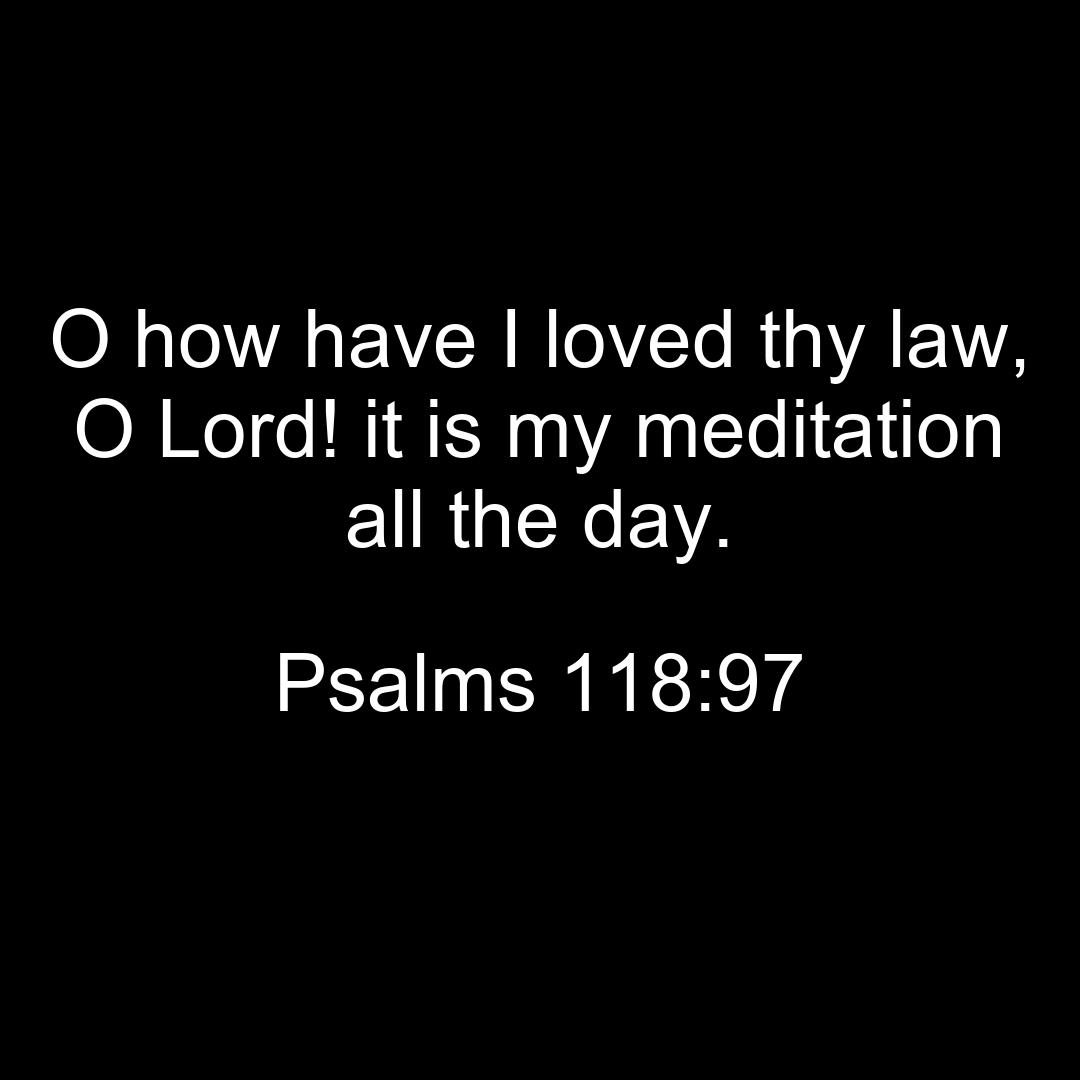 O how have I loved thy law,
O Lord! it is my meditation
all the day.
Psalms 118:97